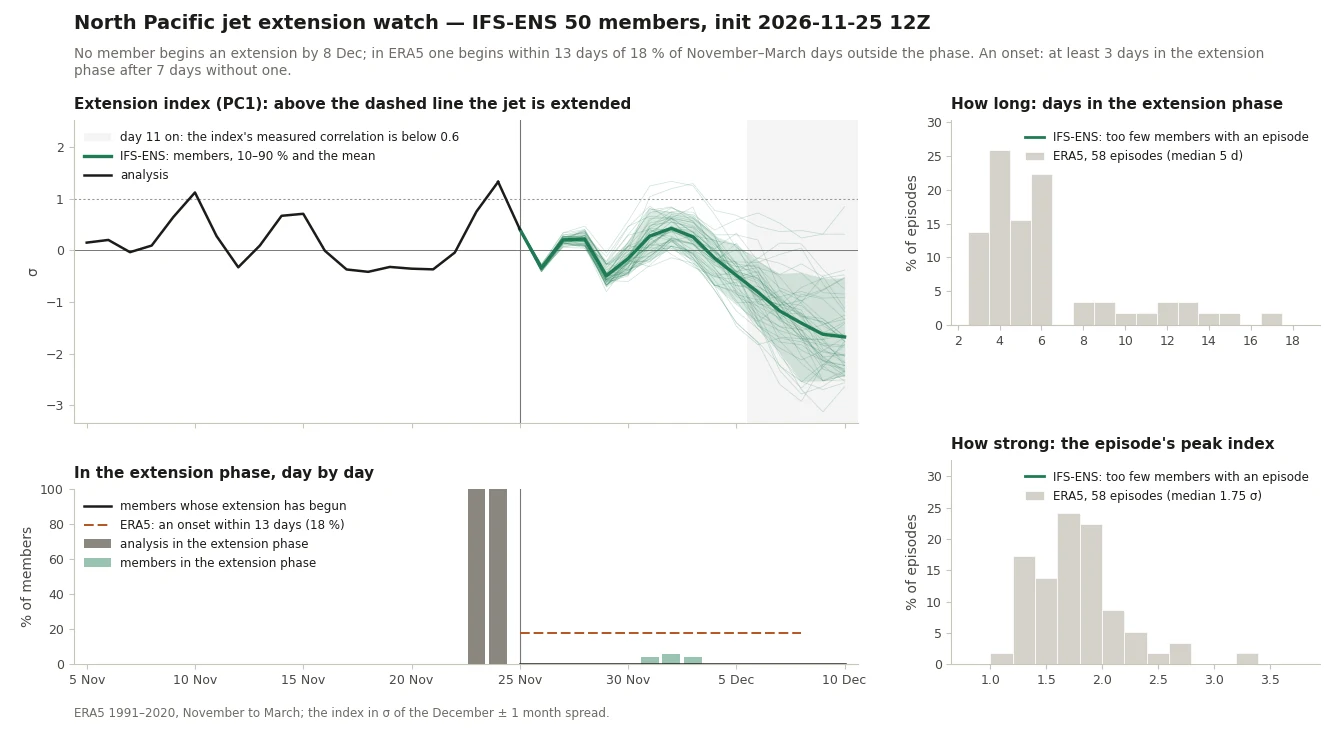 North Pacific jet extension watch — IFS-ENS 50 members, init 2026-11-25 12Z
No member begins an extension by 8 Dec; in ERA5 one begins within 13 days of 18 % of November–March days outside the phase. An onset: at least 3 days in the extension
phase after 7 days without one.
Extension index (PC1): above the dashed line the jet is extended
day 11 on: the index's measured correlation is below 0.6
IFS-ENS: members, 10–90 % and the mean
analysis
2
1
0
−1
−2
−3
σ
How long: days in the extension phase
IFS-ENS: too few members with an episode
ERA5, 58 episodes (median 5 d)
30
25
20
15
10
5
0
% of episodes
2 4 6 8 10 12 14 16 18
In the extension phase, day by day
members whose extension has begun
ERA5: an onset within 13 days (18 %)
analysis in the extension phase
members in the extension phase
100
80
60
40
20
0
% of members
5 Nov 10 Nov 15 Nov 20 Nov 25 Nov 30 Nov 5 Dec 10 Dec
How strong: the episode's peak index
IFS-ENS: too few members with an episode
ERA5, 58 episodes (median 1.75 σ)
30
25
20
15
10
5
0
% of episodes
1.0 1.5 2.0 2.5 3.0 3.5
ERA5 1991–2020, November to March; the index in σ of the December ± 1 month spread.